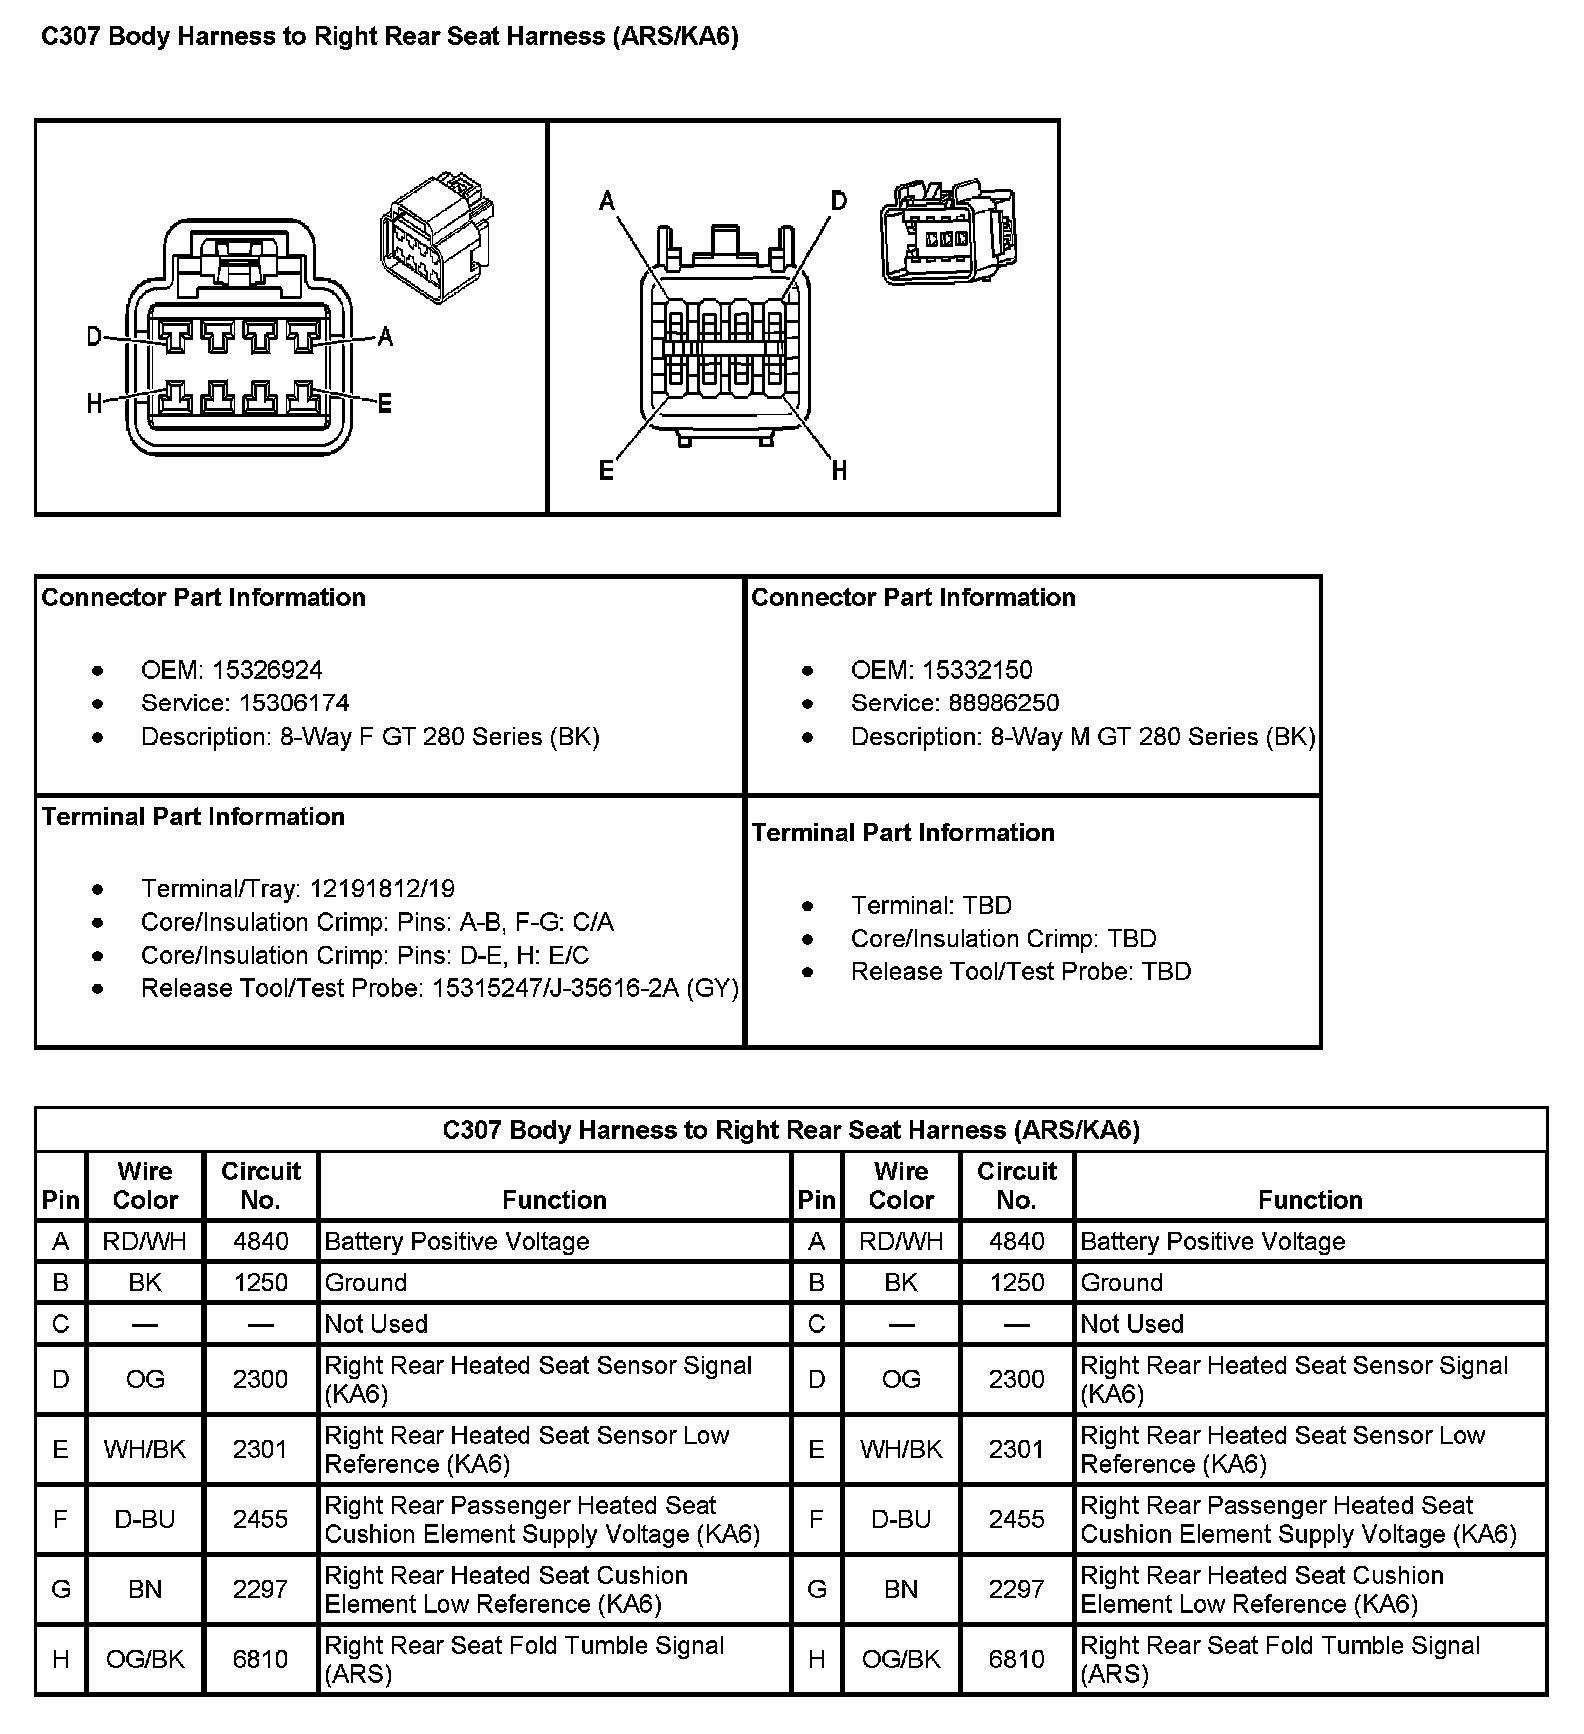 C307 Body Harness to Right Rear Seat Harness (ARS/KA6)
D
A
H
E
A
D
E
H
Connector Part Information
● OEM: 15326924
● Service: 15306174
● Description: 8-Way F GT 280 Series (BK)
Connector Part Information
● OEM: 15332150
● Service: 88986250
● Description: 8-Way M GT 280 Series (BK)
Terminal Part Information
● Terminal/Tray: 12191812/19
● Core/Insulation Crimp: Pins: A-B, F-G: C/A
● Core/Insulation Crimp: Pins: D-E, H: E/C
● Release Tool/Test Probe: 15315247/J-35616-2A (GY)
Terminal Part Information
● Terminal: TBD
● Core/Insulation Crimp: TBD
● Release Tool/Test Probe: TBD
C307 Body Harness to Right Rear Seat Harness (ARS/KA6)
Pin Wire Color Circuit No. Function Pin Wire Color Circuit No. Function
A RD/WH 4840 Battery Positive Voltage A RD/WH 4840 Battery Positive Voltage
B BK 1250 Ground B BK 1250 Ground
C — — Not Used C — — Not Used
D OG 2300 Right Rear Heated Seat Sensor Signal (KA6) D OG 2300 Right Rear Heated Seat Sensor Signal (KA6)
E WH/BK 2301 Right Rear Heated Seat Sensor Low Reference (KA6) E WH/BK 2301 Right Rear Heated Seat Sensor Low Reference (KA6)
F D-BU 2455 Right Rear Passenger Heated Seat Cushion Element Supply Voltage (KA6) F D-BU 2455 Right Rear Passenger Heated Seat Cushion Element Supply Voltage (KA6)
G BN 2297 Right Rear Heated Seat Cushion Element Low Reference (KA6) G BN 2297 Right Rear Heated Seat Cushion Element Low Reference (KA6)
H OG/BK 6810 Right Rear Seat Fold Tumble Signal (ARS) H OG/BK 6810 Right Rear Seat Fold Tumble Signal (ARS)